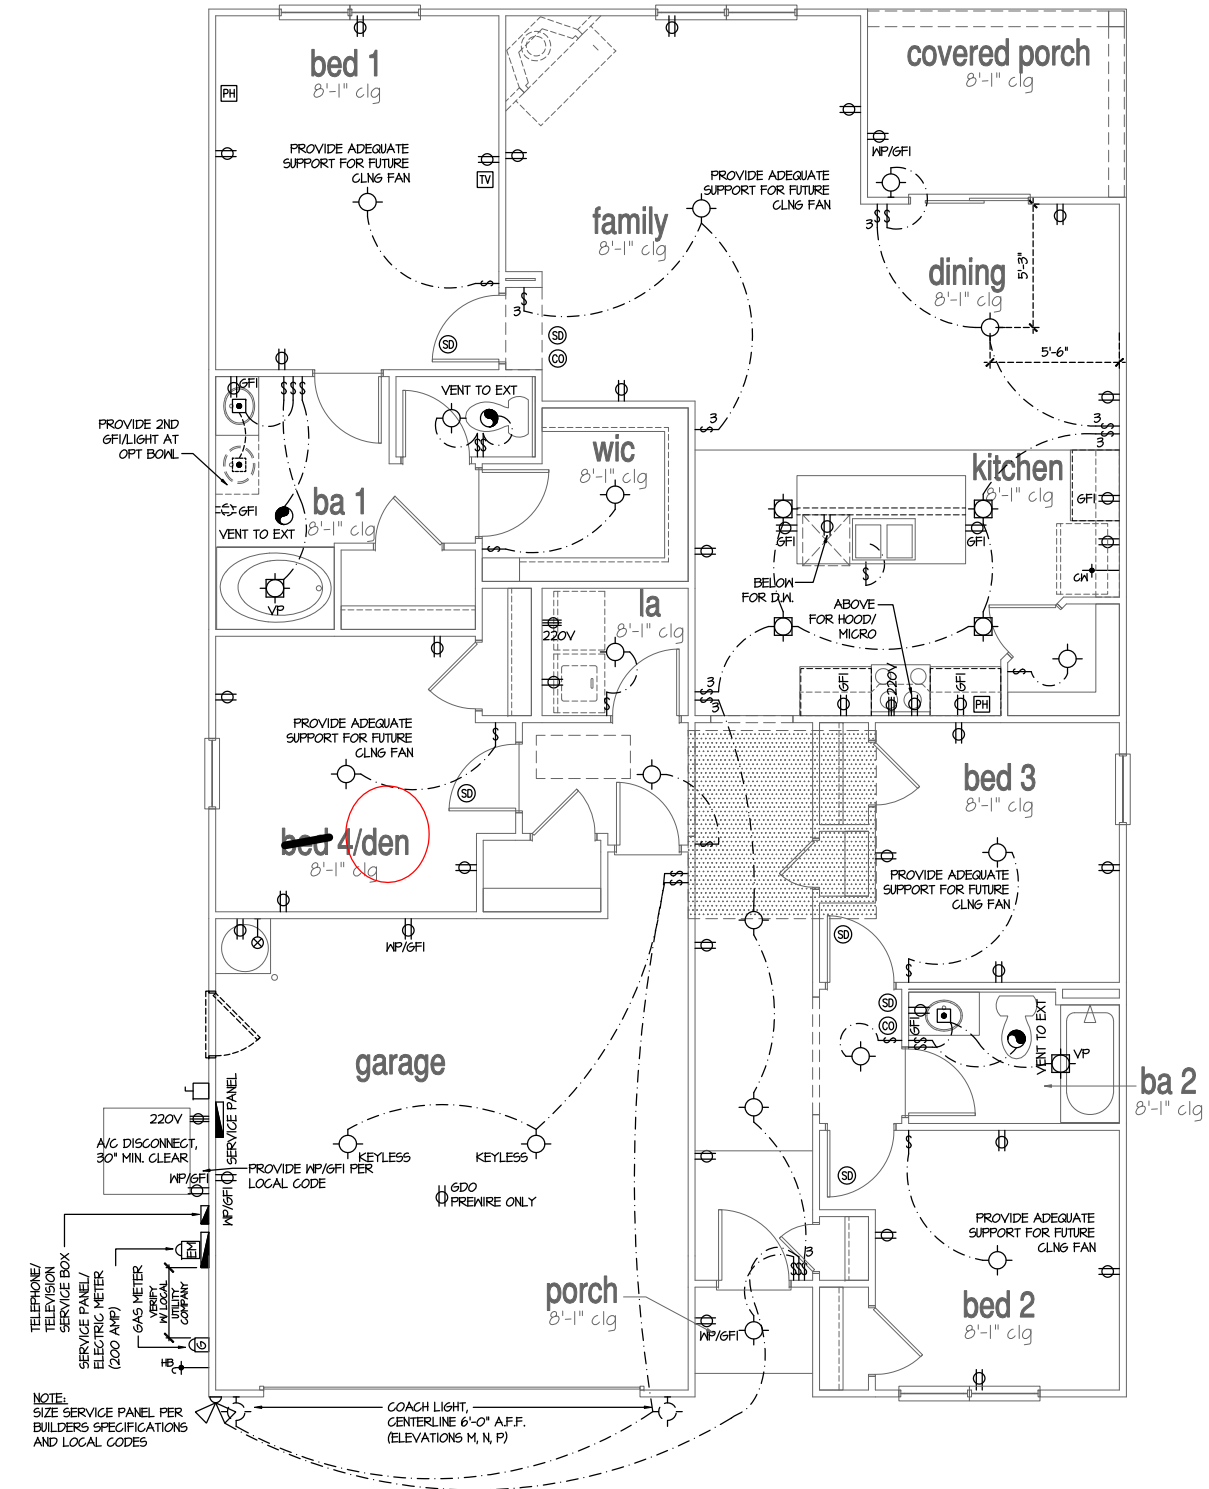 bed 1
8'-1" clg
covered porch
8'-1" clg
PH
PROVIDE ADEQUATE
SUPPORT FOR FUTURE
CLNG FAN
TV
WP/GFI
PROVIDE ADEQUATE
SUPPORT FOR FUTURE
CLNG FAN
family
8'-1" clg
3
dining
8'-1" clg
5'-3"
3
SD
SD
CO
5'-6"
GFI
VENT TO EXT
3
3
PROVIDE 2ND
GFI/LIGHT AT
OPT BOWL
wic
8'-1" clg
kitchen
8'-1" clg
GFI
ba 1
8'-1" clg
GFI
VENT TO EXT
GFI
GFI
VP
BELOW
FOR D.W.
CW
ABOVE
FOR HOOD/
MICRO
la
8'-1" clg
220V
3
3
GFI
220V
GFI
PH
PROVIDE ADEQUATE
SUPPORT FOR FUTURE
CLNG FAN
SD
bed 3
8'-1" clg
bed 4/den
8'-1" clg
PROVIDE ADEQUATE
SUPPORT FOR FUTURE
CLNG FAN
WP/GFI
SD
SD
CO
GFI
VENT TO EXT
VP
garage
ba 2
8'-1" clg
SERVICE PANEL
220V
A/C DISCONNECT,
30" MIN. CLEAR
WP/GFI
WP/GFI
PROVIDE WP/GFI PER
LOCAL CODE
KEYLESS
KEYLESS
GDO
PREWIRE ONLY
SD
PROVIDE ADEQUATE
SUPPORT FOR FUTURE
CLNG FAN
3
TELEPHONE/
TELEVISION
SERVICE BOX
SERVICE PANEL/
ELECTRIC METER
(200 AMP)
EM
GAS METER
VERIFY
W/ LOCAL
UTILITY
COMPANY
G
HB
porch
8'-1" clg
WP/GFI
bed 2
8'-1" clg
NOTE:
SIZE SERVICE PANEL PER
BUILDERS SPECIFICATIONS
AND LOCAL CODES
COACH LIGHT,
CENTERLINE 6'-0" A.F.F.
(ELEVATIONS M, N, P)